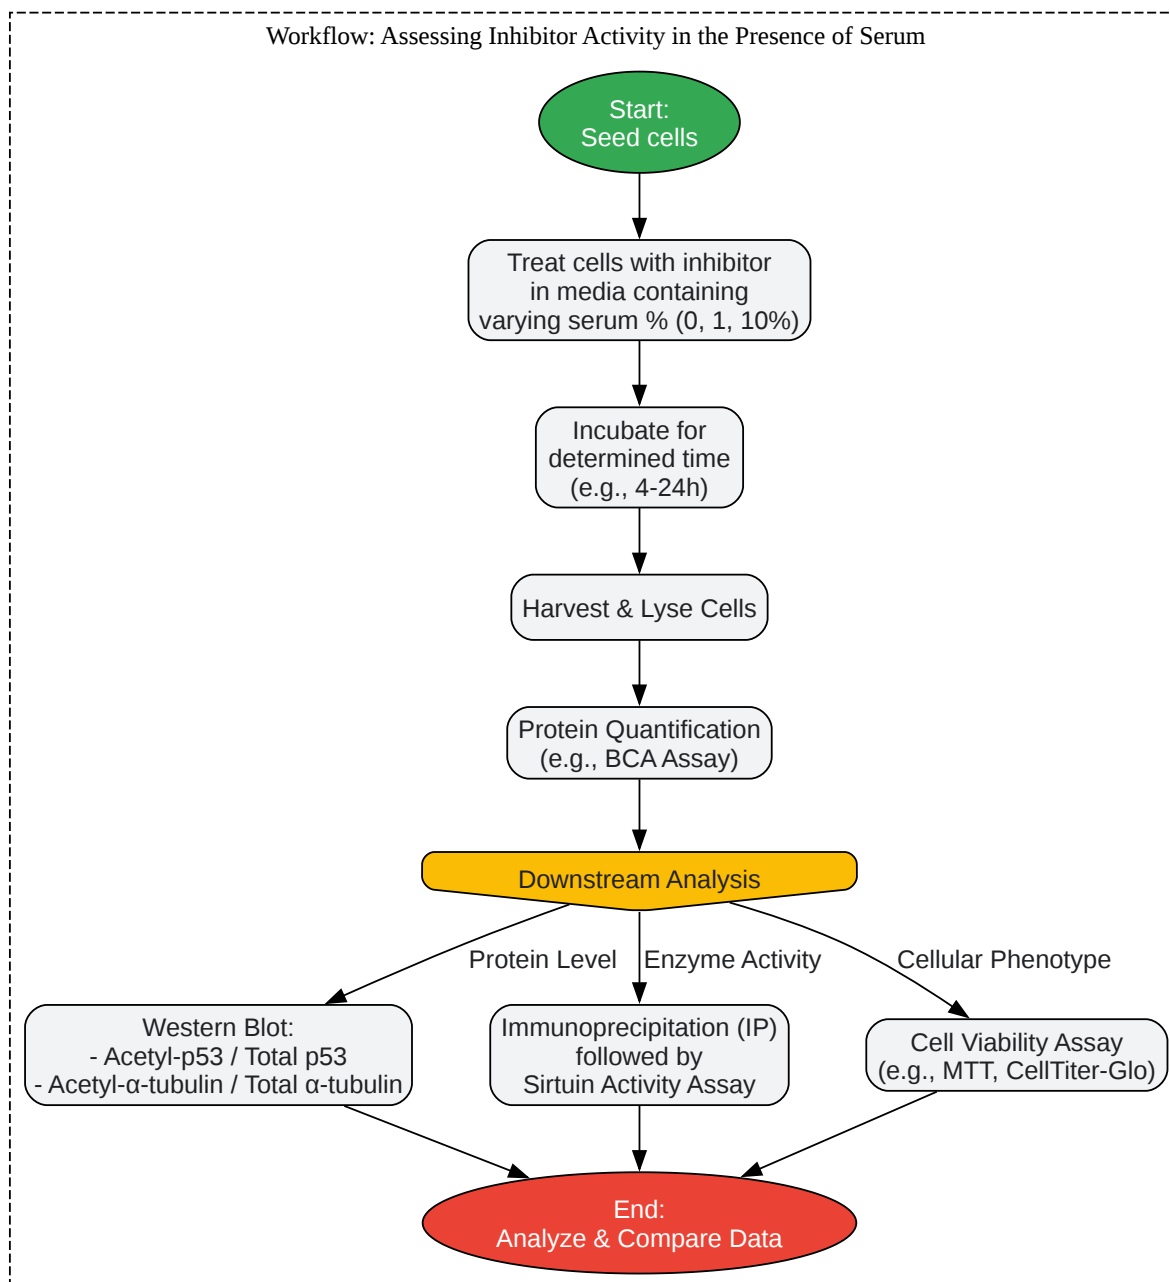 Workflow: Assessing Inhibitor Activity in the Presence of Serum
Start:
Seed cells
Treat cells with inhibitor
in media containing
varying serum % (0, 1, 10%)
Incubate for
determined time
(e.g., 4-24h)
Harvest & Lyse Cells
Protein Quantification
(e.g., BCA Assay)
Downstream Analysis
Protein Level
Enzyme Activity
Cellular Phenotype
Western Blot:
- Acetyl-p53 / Total p53
- Acetyl-α-tubulin / Total α-tubulin
Immunoprecipitation (IP)
followed by
Sirtuin Activity Assay
Cell Viability Assay
(e.g., MTT, CellTiter-Glo)
End:
Analyze & Compare Data